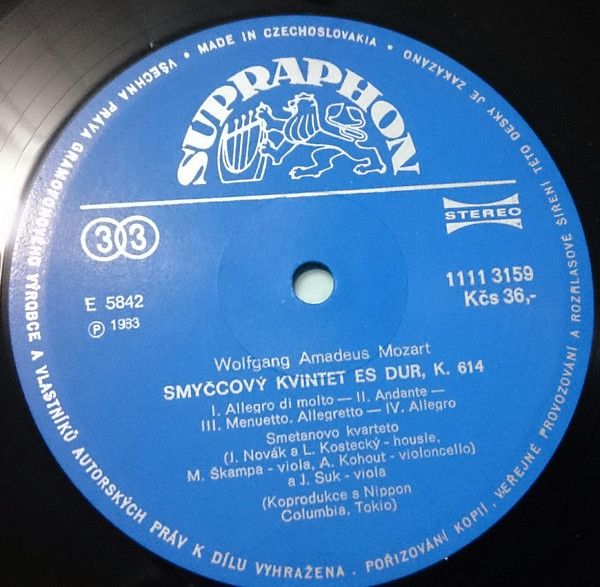 SUPRAPHON
STEREO
33
E 5842
Ⓟ 1983
1111 3159
Kčs 36,-
Wolfgang Amadeus Mozart
SMYČCOVÝ KVINTET ES DUR, K. 614
I. Allegro di molto — II. Andante —
III. Menuetto. Allegretto — IV. Allegro
Smetanovo kvarteto
(J. Novák a L. Kostecký - housle,
M. Škampa - viola, A. Kohout - violoncello)
a J. Suk - viola
(Koprodukce s Nippon
Columbia, Tokio)
VŠECHNA PRÁVA GRAMOFONOVÉHO VÝROBCE A VLASTNÍKŮ AUTORSKÝCH PRÁV K DÍLU VYHRAŽENA. POŘIZOVÁNÍ KOPIÍ, VEŘEJNÉ PROVOZOVÁNÍ A ROZHLASOVÉ ŠÍŘENÍ TÉTO DESKY JE ZAKÁZÁNO • MADE IN CZECHOSLOVAKIA •